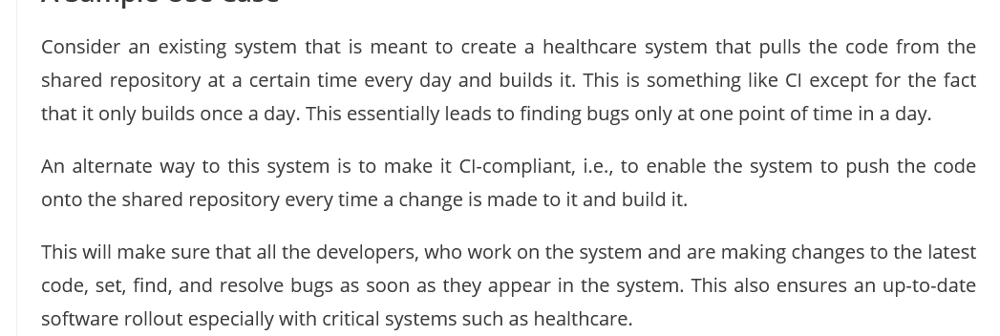 A Sample Use Case
Consider an existing system that is meant to create a healthcare system that pulls the code from the
shared repository at a certain time every day and builds it. This is something like CI except for the fact
that it only builds once a day. This essentially leads to finding bugs only at one point of time in a day.
An alternate way to this system is to make it CI-compliant, i.e., to enable the system to push the code
onto the shared repository every time a change is made to it and build it.
This will make sure that all the developers, who work on the system and are making changes to the latest
code, set, find, and resolve bugs as soon as they appear in the system. This also ensures an up-to-date
software rollout especially with critical systems such as healthcare.